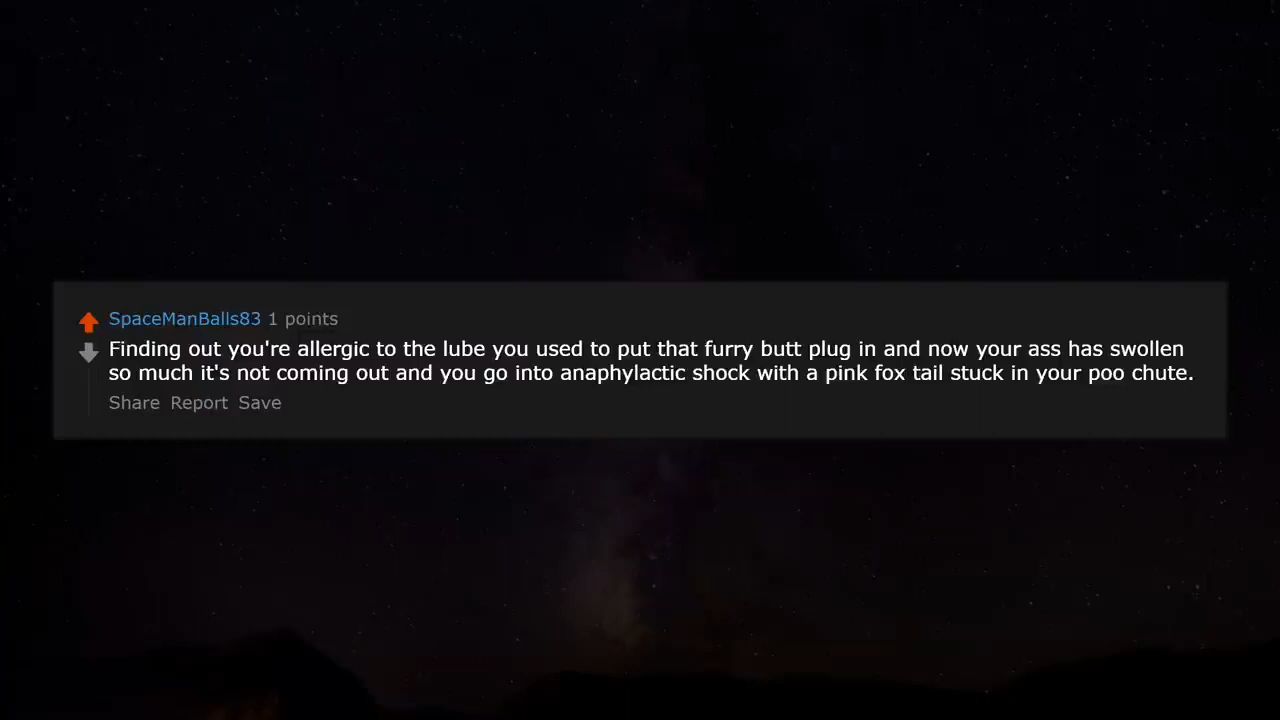 SpaceManBalls83 1 points
Finding out you're allergic to the lube you used to put that furry butt plug in and now your ass has swollen
so much it's not coming out and you go into anaphylactic shock with a pink fox tail stuck in your poo chute.
Share Report Save